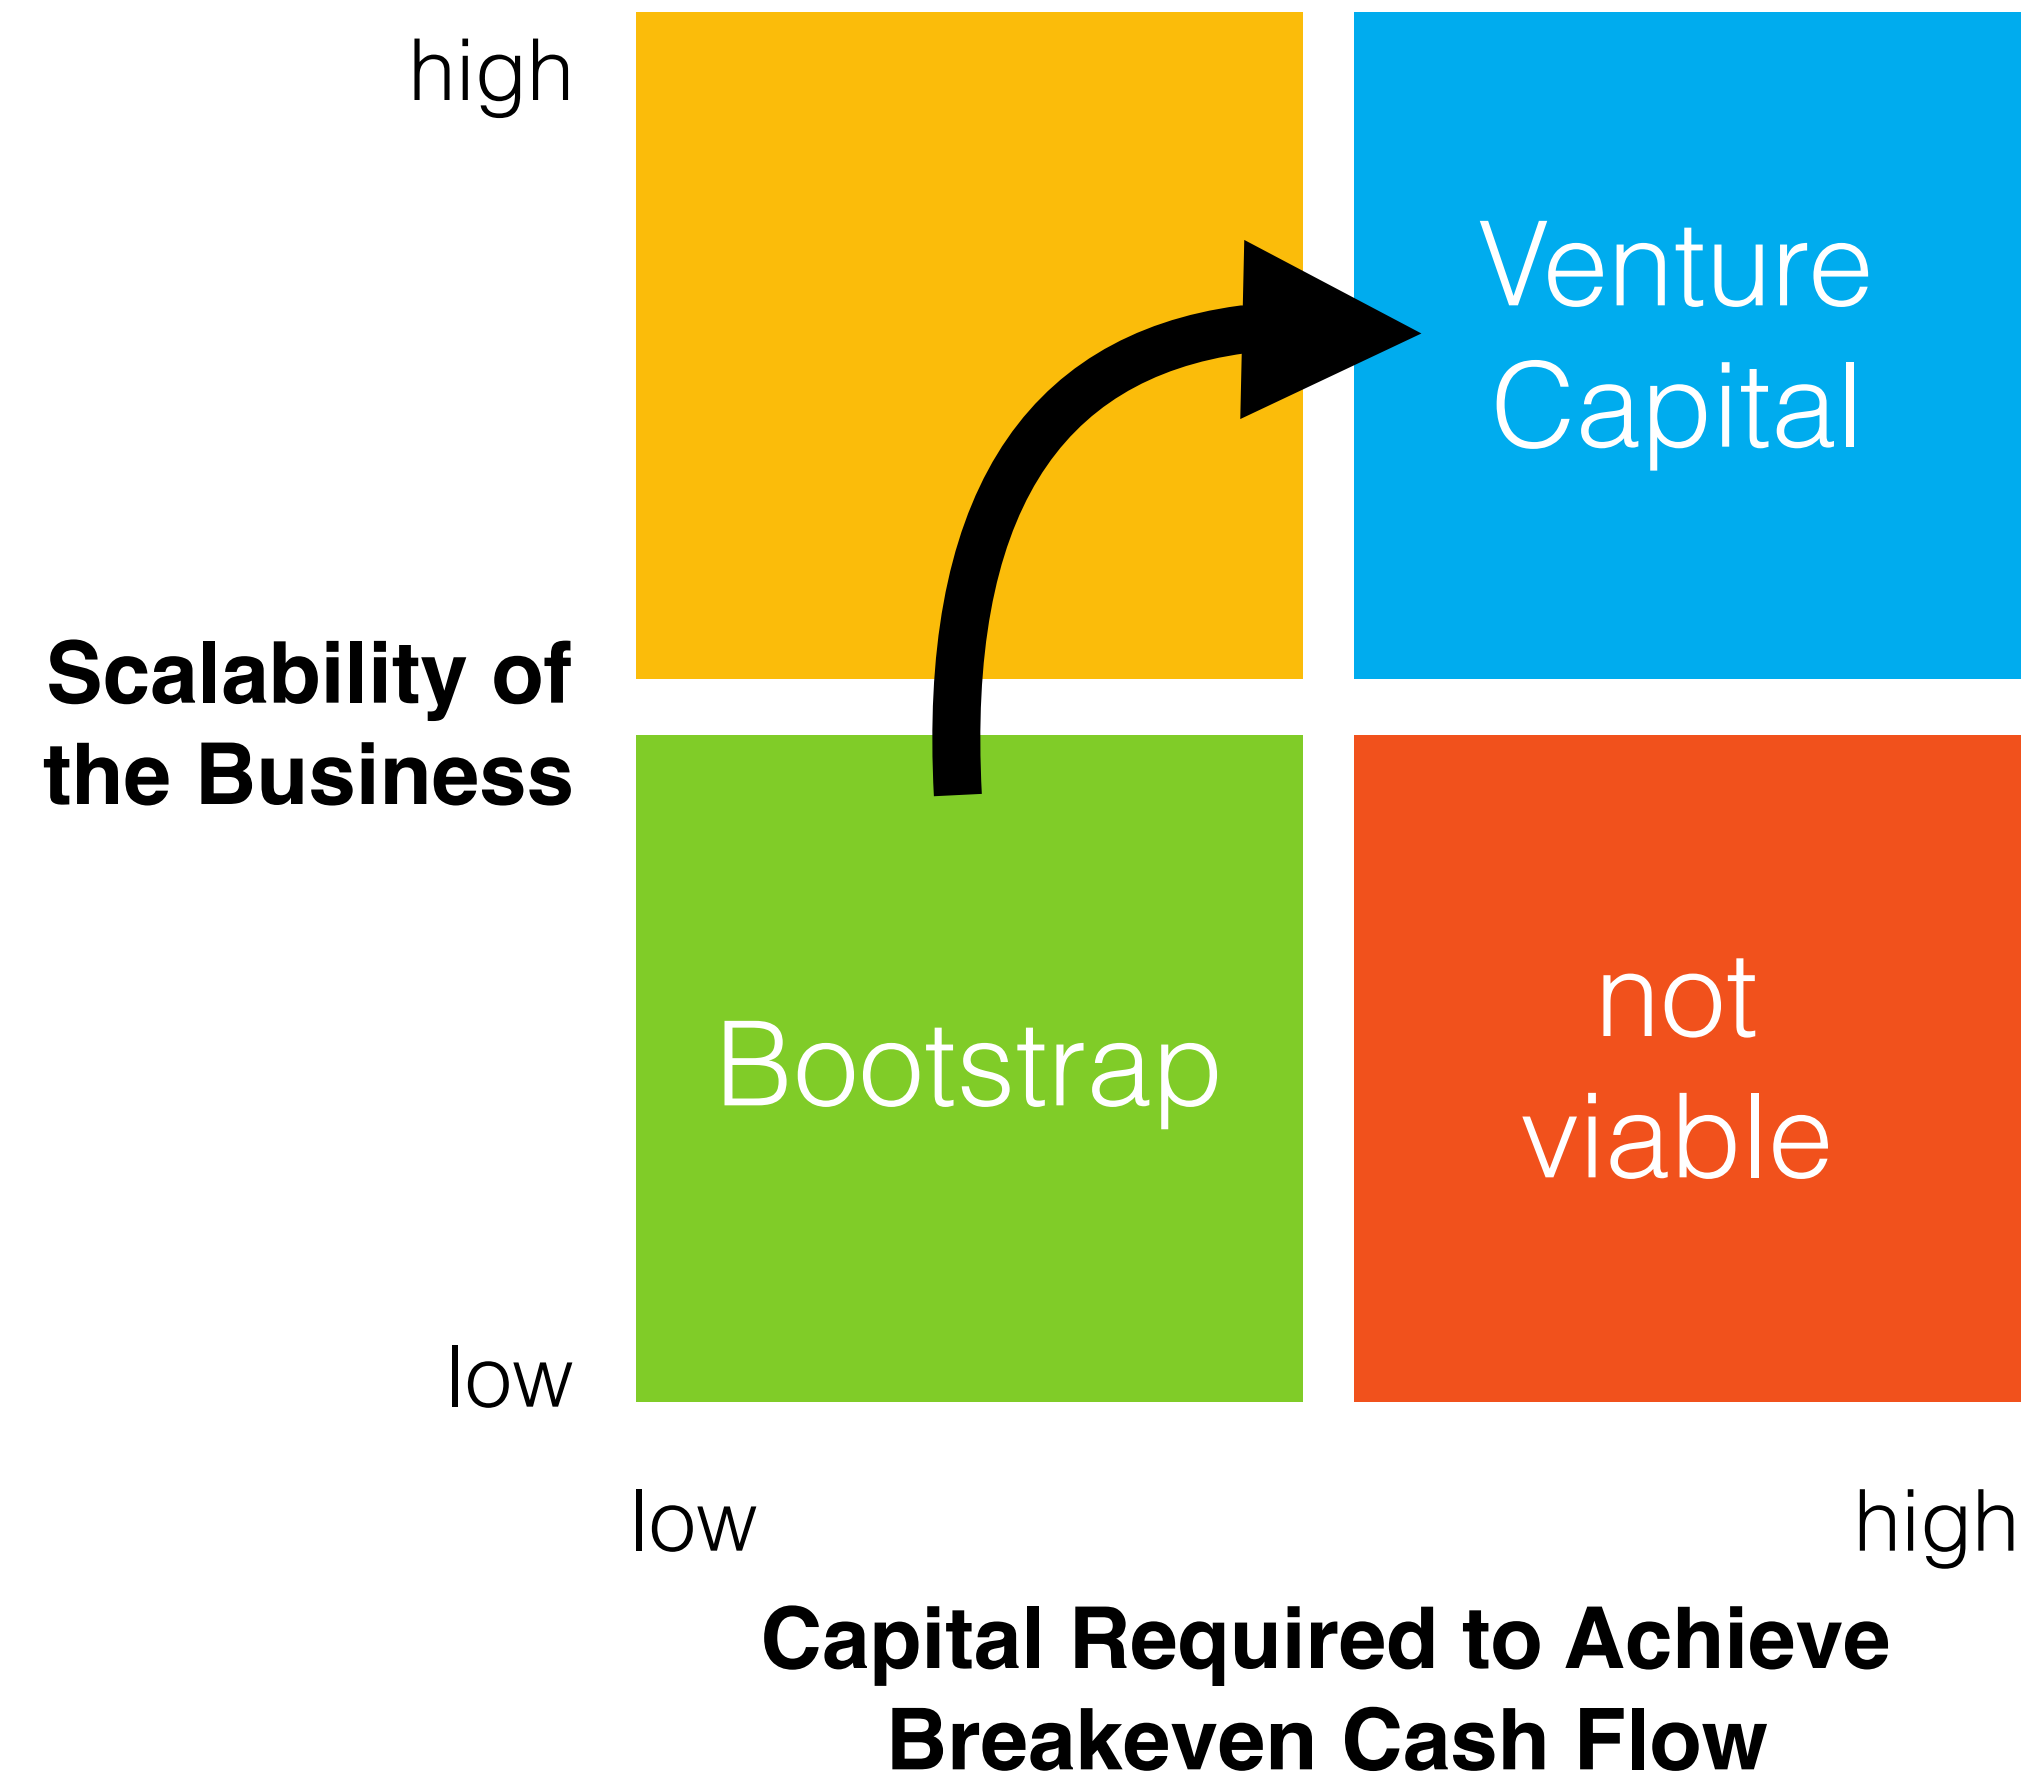 high
Venture
Capital
Scalability of
the Business
Bootstrap
not
viable
low
low
high
Capital Required to Achieve
Breakeven Cash Flow